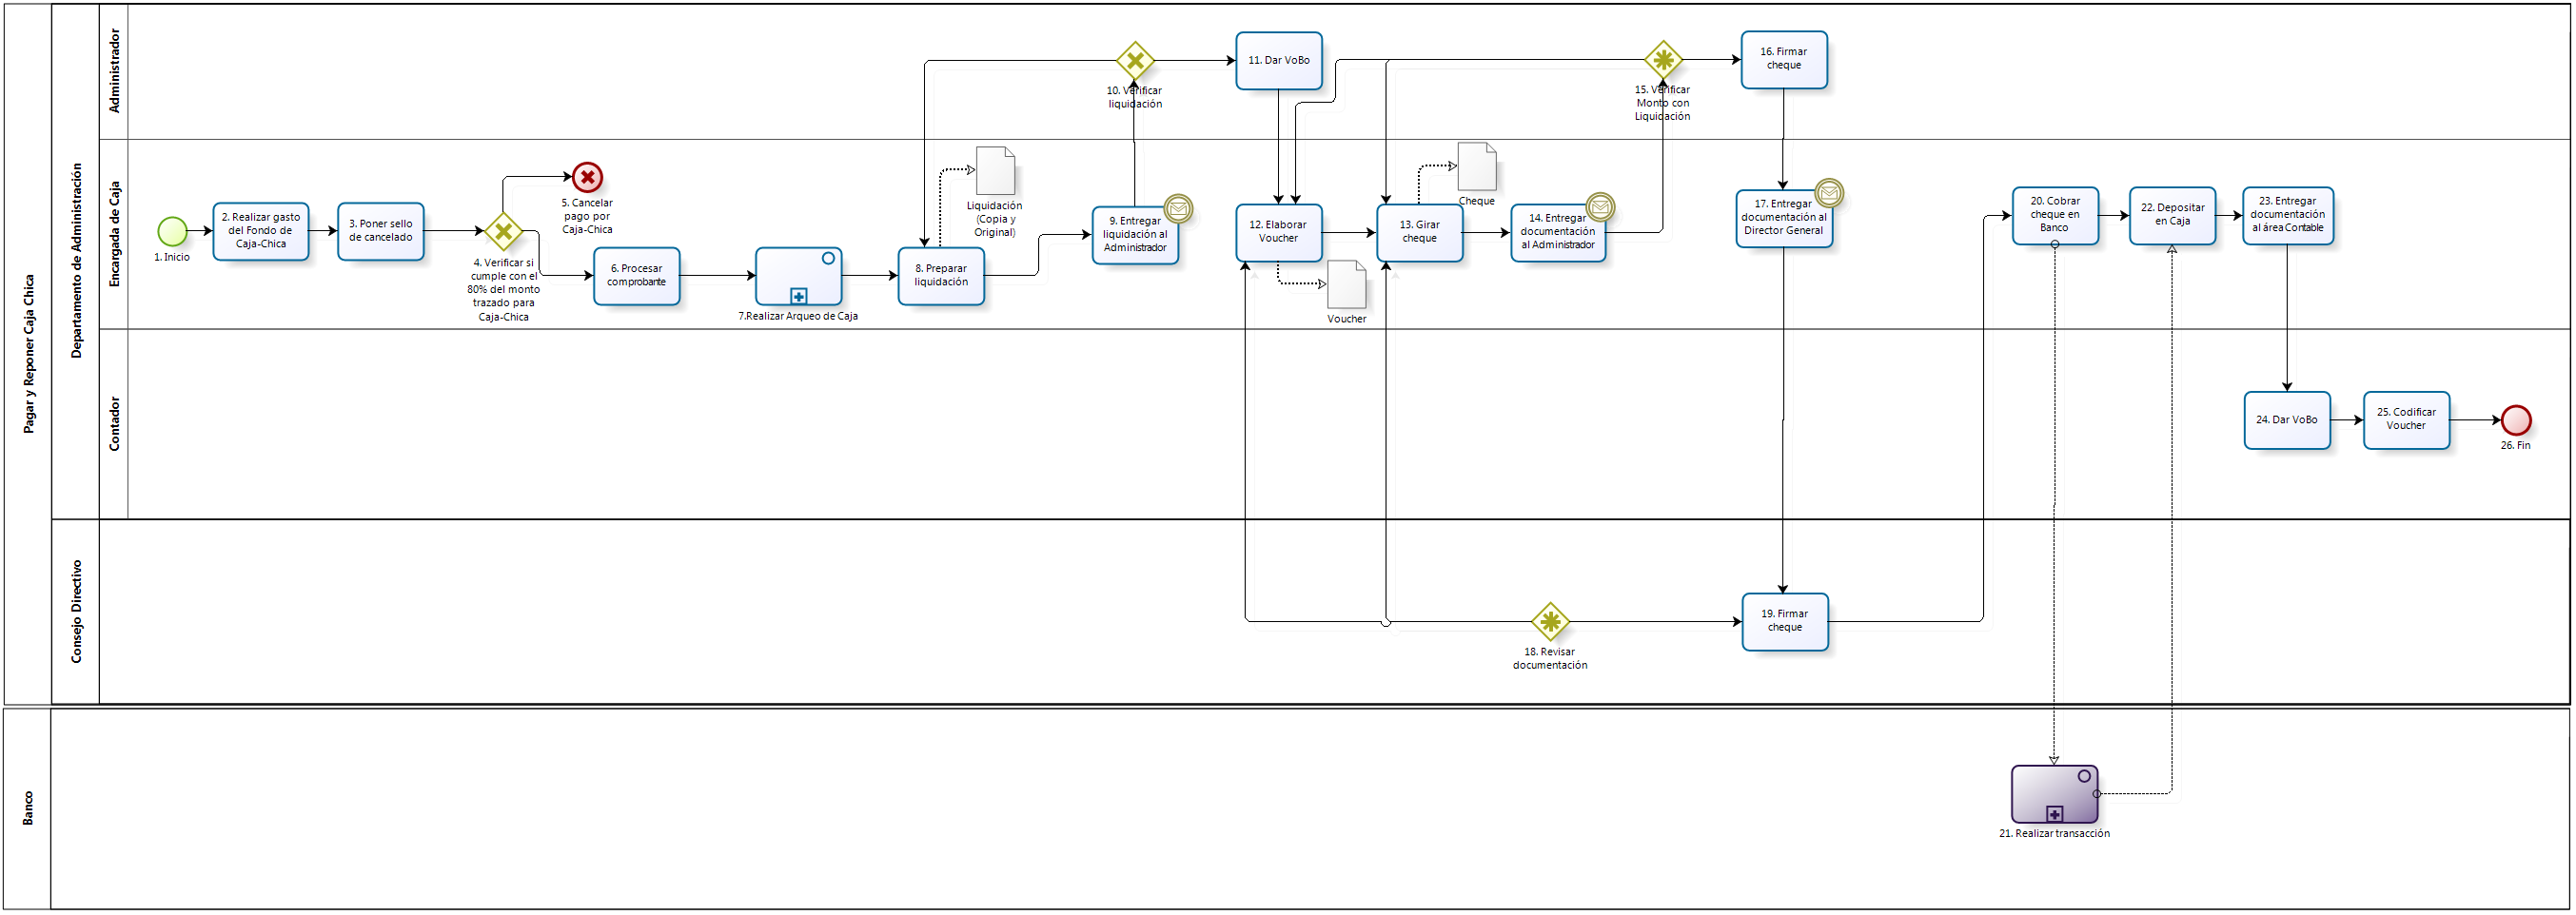 Pagar y Reponer Caja Chica
Departamento de Administración
Administrador
10. Verificar
liquidación
11. Dar VoBo
15. Verificar
Monto con
Liquidación
16. Firmar
cheque
Encargada de Caja
1. Inicio
2. Realizar gasto
del Fondo de
Caja-Chica
3. Poner sello
de cancelado
4. Verificar si
cumple con el
80% del monto
trazado para
Caja-Chica
5. Cancelar
pago por
Caja-Chica
6. Procesar
comprobante
7.Realizar Arqueo de Caja
8. Preparar
liquidación
Liquidación
(Copia y
Original)
9. Entregar
liquidación al
Administrador
12. Elaborar
Voucher
Voucher
13. Girar
cheque
Cheque
14. Entregar
documentación
al Administrador
17. Entregar
documentación al
Director General
20. Cobrar
cheque en
Banco
22. Depositar
en Caja
23. Entregar
documentación
al área Contable
Contador
24. Dar VoBo
25. Codificar
Voucher
26. Fin
Consejo Directivo
18. Revisar
documentación
19. Firmar
cheque
Banco
21. Realizar transacción